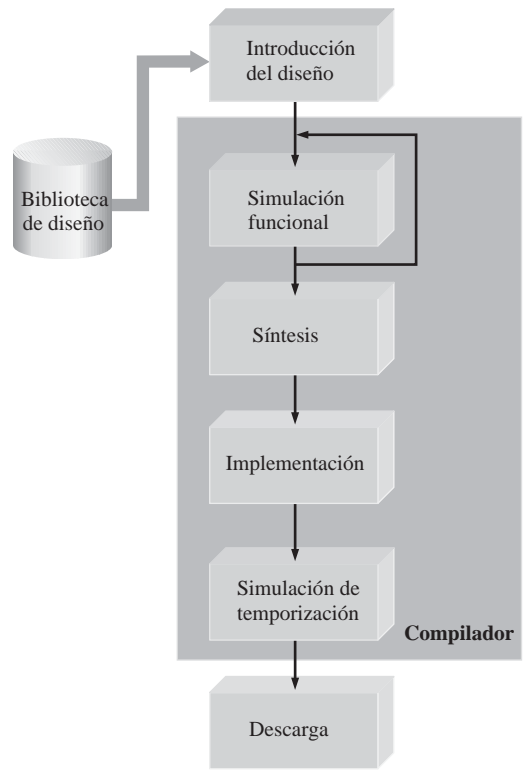 Introducción
del diseño
Biblioteca
de diseño
Simulación
funcional
Síntesis
Implementación
Simulación de
temporización
Compilador
Descarga